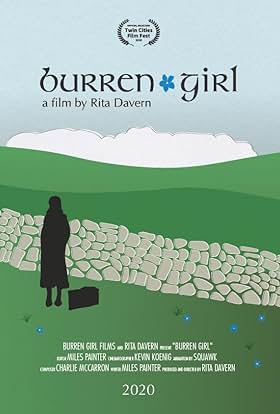 OFFICIAL SELECTION
Twin Cities
Film Fest
burren girl
a film by Rita Davern
BURREN GIRL FILMS AND RITA DAVERN PRESENT "BURREN GIRL"
EDITOR MILES PAINTER CINEMATOGRAPHER KEVIN KOENIG ANIMATION BY SQUAWK
COMPOSER CHARLIE MCCARRON WRITER MILES PAINTER PRODUCED AND DIRECTED BY RITA DAVERN
2020